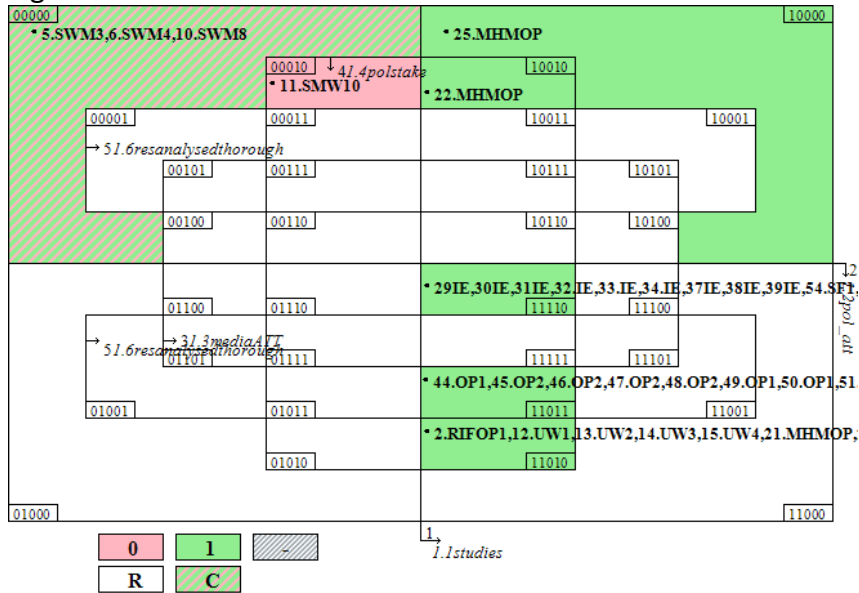 00000
10000
5.SWM3,6.SWM4,10.SWM8
25.MHMOP
00010
41.4polstake
10010
11.SMW10
22.MHMOP
00001
00011
10011
10001
51.6resanalysedthorough
00101
00111
10111
10101
00100
00110
10110
10100
2
29IE,30IE,31IE,32.IE,33.IE,34.IE,37IE,38IE,39IE,54.SF1,
1.2pol_att
01100
01110
11110
11100
51.6resanalysedthorough
31.3mediaATT
01101
01111
11111
11101
44.OP1,45.OP2,46.OP2,47.OP2,48.OP2,49.OP1,50.OP1,51.
01001
01011
11011
11001
2.RIFOP1,12.UW1,13.UW2,14.UW3,15.UW4,21.MHMOP,
01010
11010
01000
11000
1
1.1studies
0
1
-
R
C